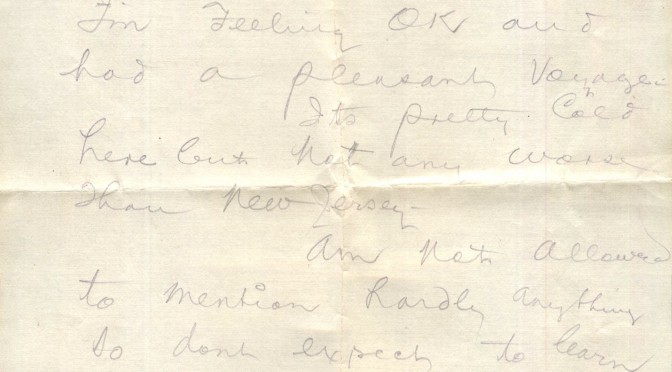 I'm Feeling OK and
had a pleasant Voyage.
Its pretty Cold
here but not any worse
than New Jersey-
Am not allowed
to mention hardly anything
so dont expect to learn